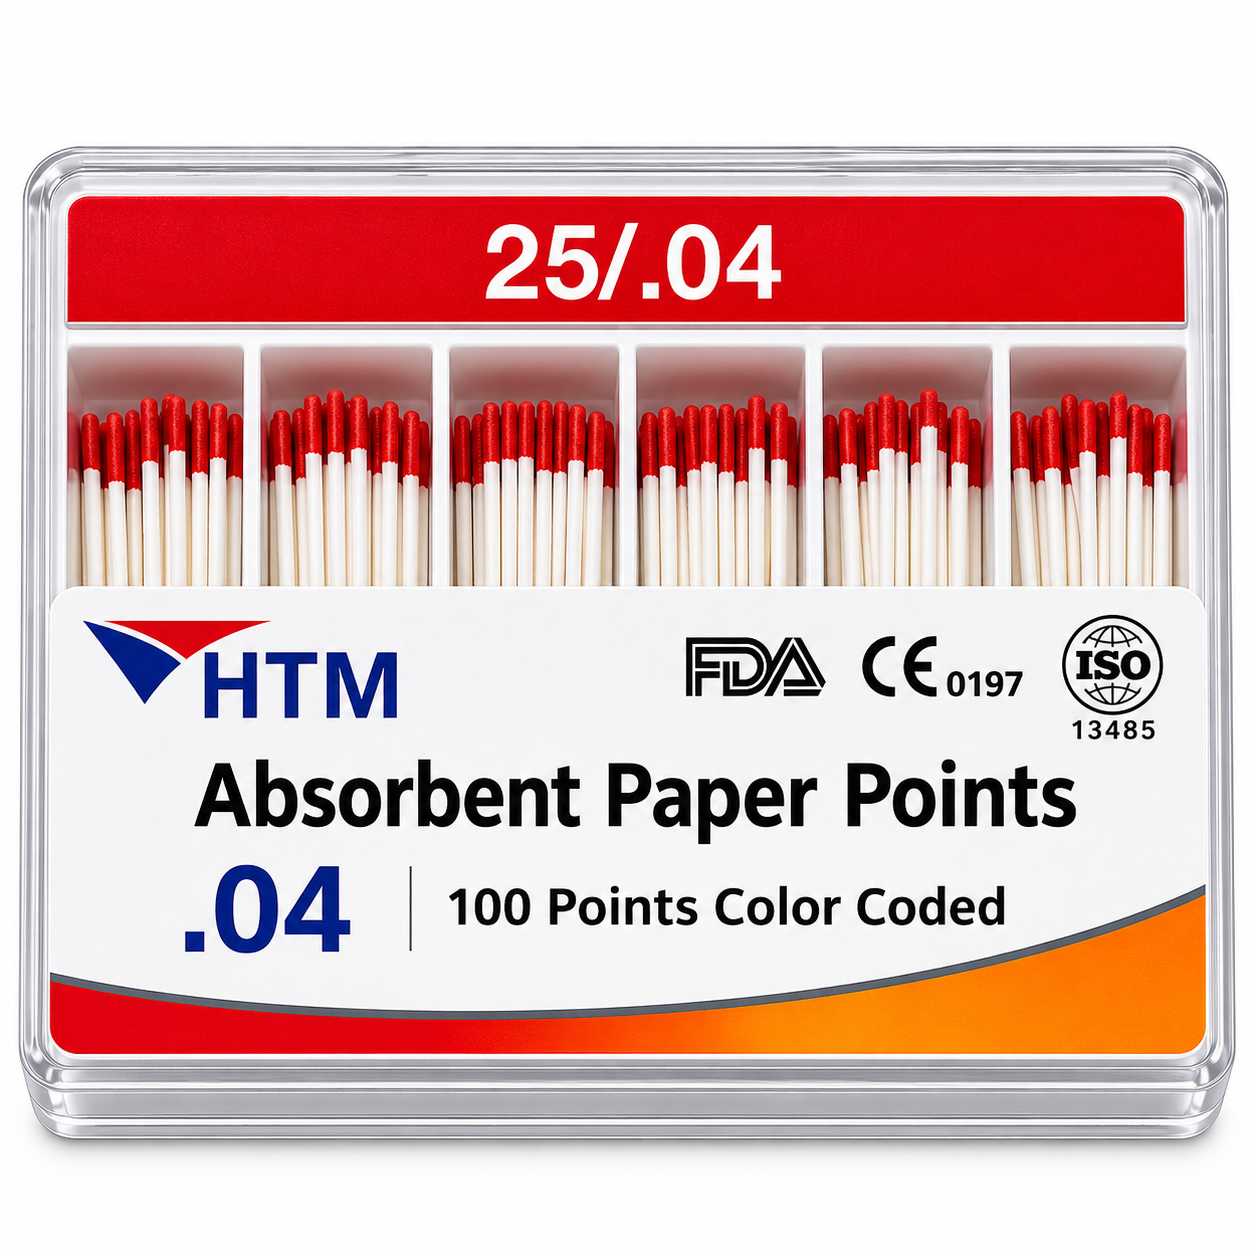 25/.04
HTM
FDA CE 0197 ISO
13485
Absorbent Paper Points
.04 100 Points Color Coded